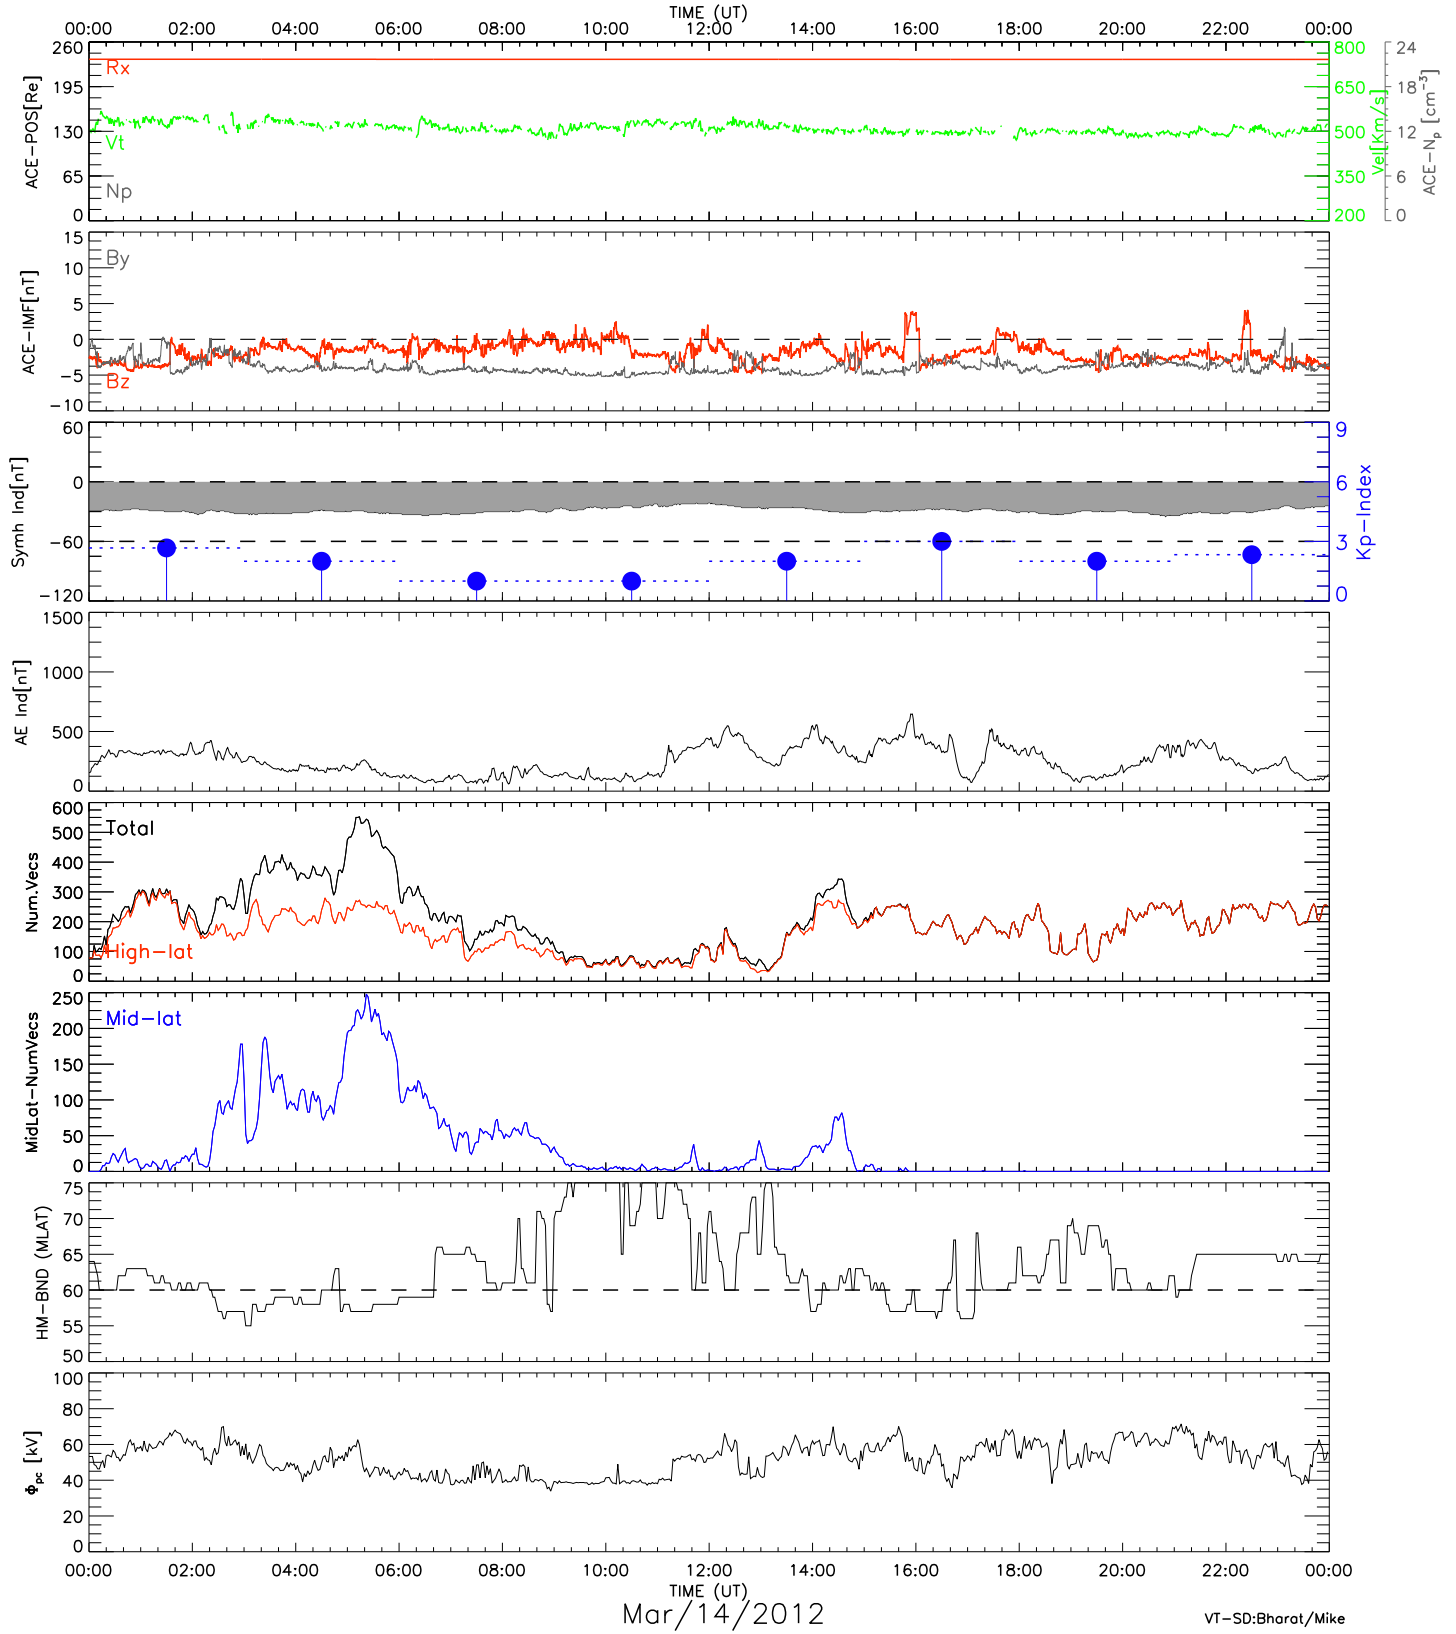 TIME (UT)
00:00 02:00 04:00 06:00 08:00 10:00 12:00 14:00 16:00 18:00 20:00 22:00 00:00
ACE-POS[Re]
260
195
130
65
0
Rx
Vt
Np
800
650
500
350
200
Vel[Km/s]
24
18
12
6
0
ACE-Np [cm-3]
ACE-IMF[nT]
15
10
5
0
-5
-10
By
Bz
Symh Ind[nT]
60
0
-60
-120
9
6
3
0
Kp-Index
AE Ind[nT]
1500
1000
500
0
Num.Vecs
600
500
400
300
200
100
0
Total
High-lat
MidLat-NumVecs
250
200
150
100
50
0
Mid-lat
HM-BND (MLAT)
75
70
65
60
55
50
Φpc [kV]
100
80
60
40
20
0
00:00 02:00 04:00 06:00 08:00 10:00 12:00 14:00 16:00 18:00 20:00 22:00 00:00
TIME (UT)
Mar/14/2012
VT-SD:Bharat/Mike